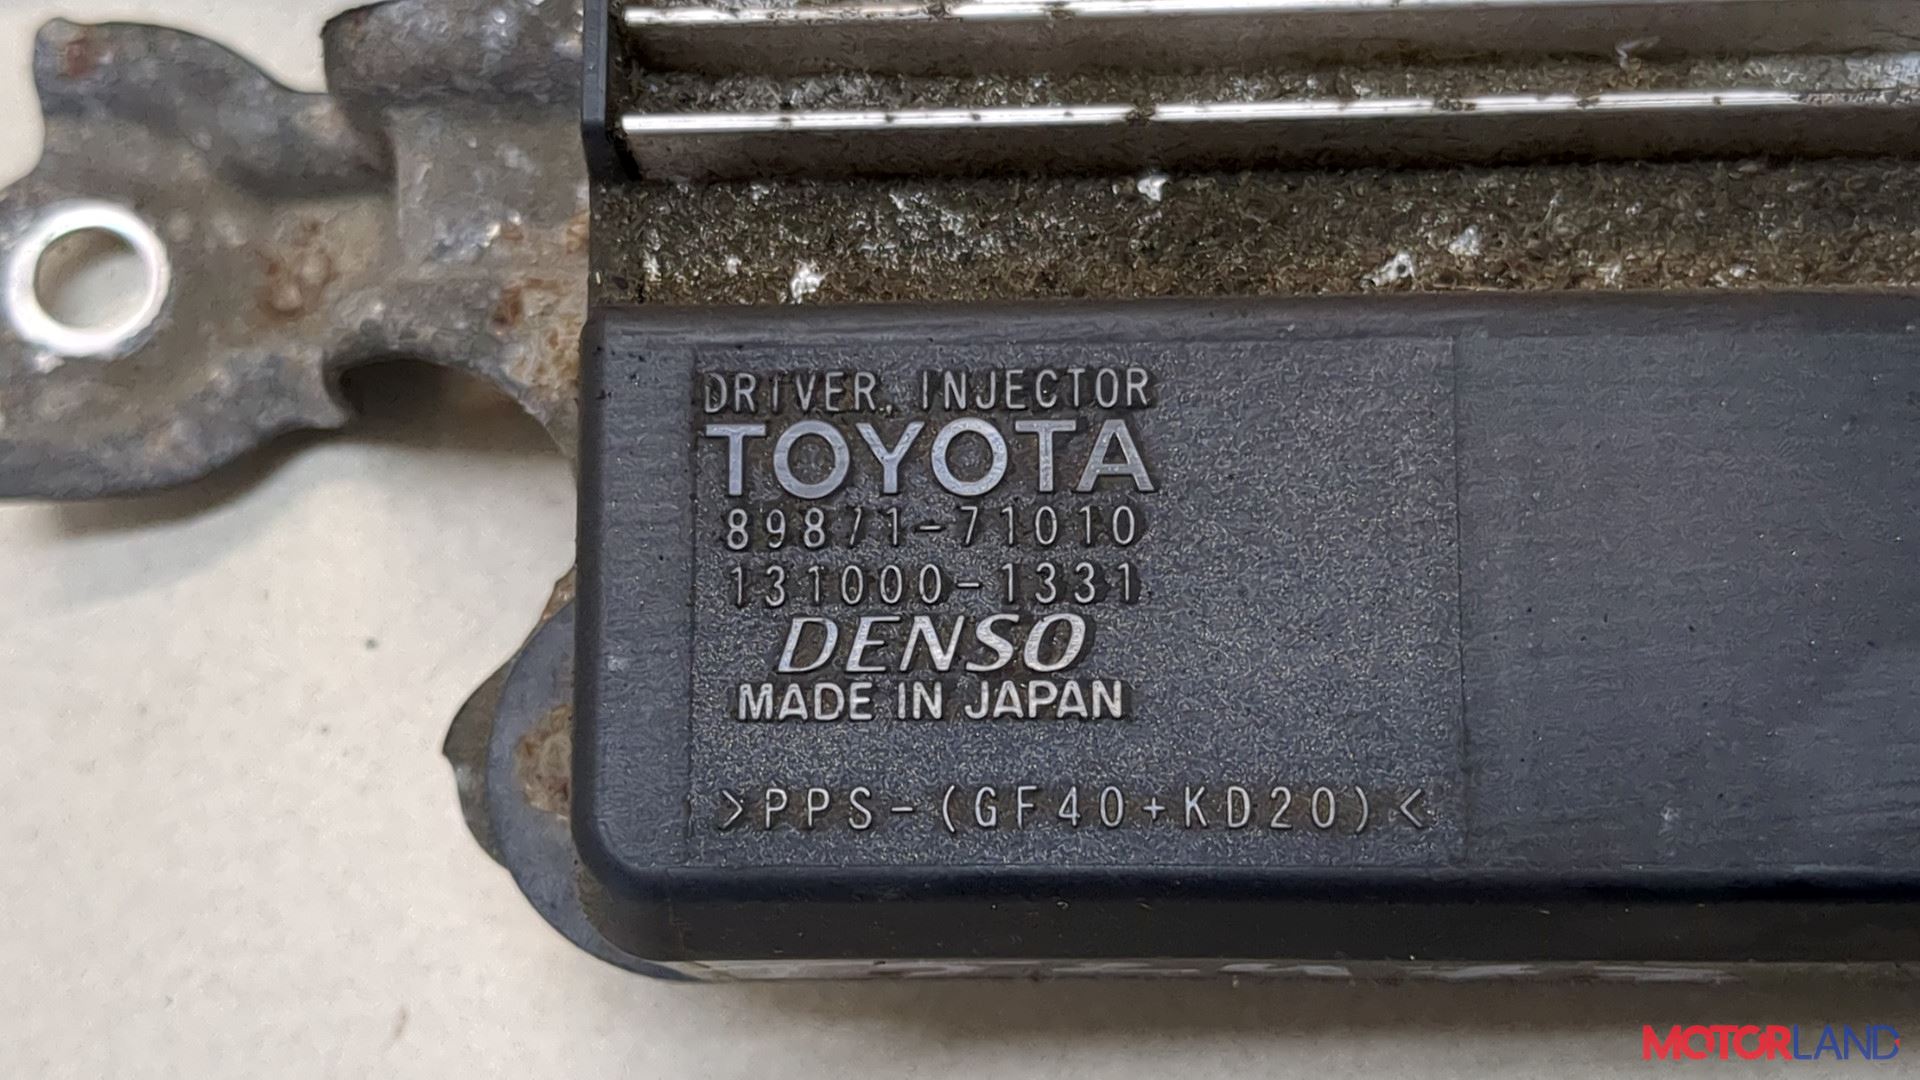 DRIVER, INJECTOR
TOYOTA
89871-71010
131000-1331
DENSO
MADE IN JAPAN
>PPS-(GF40+KD20)<
MOTORLAND